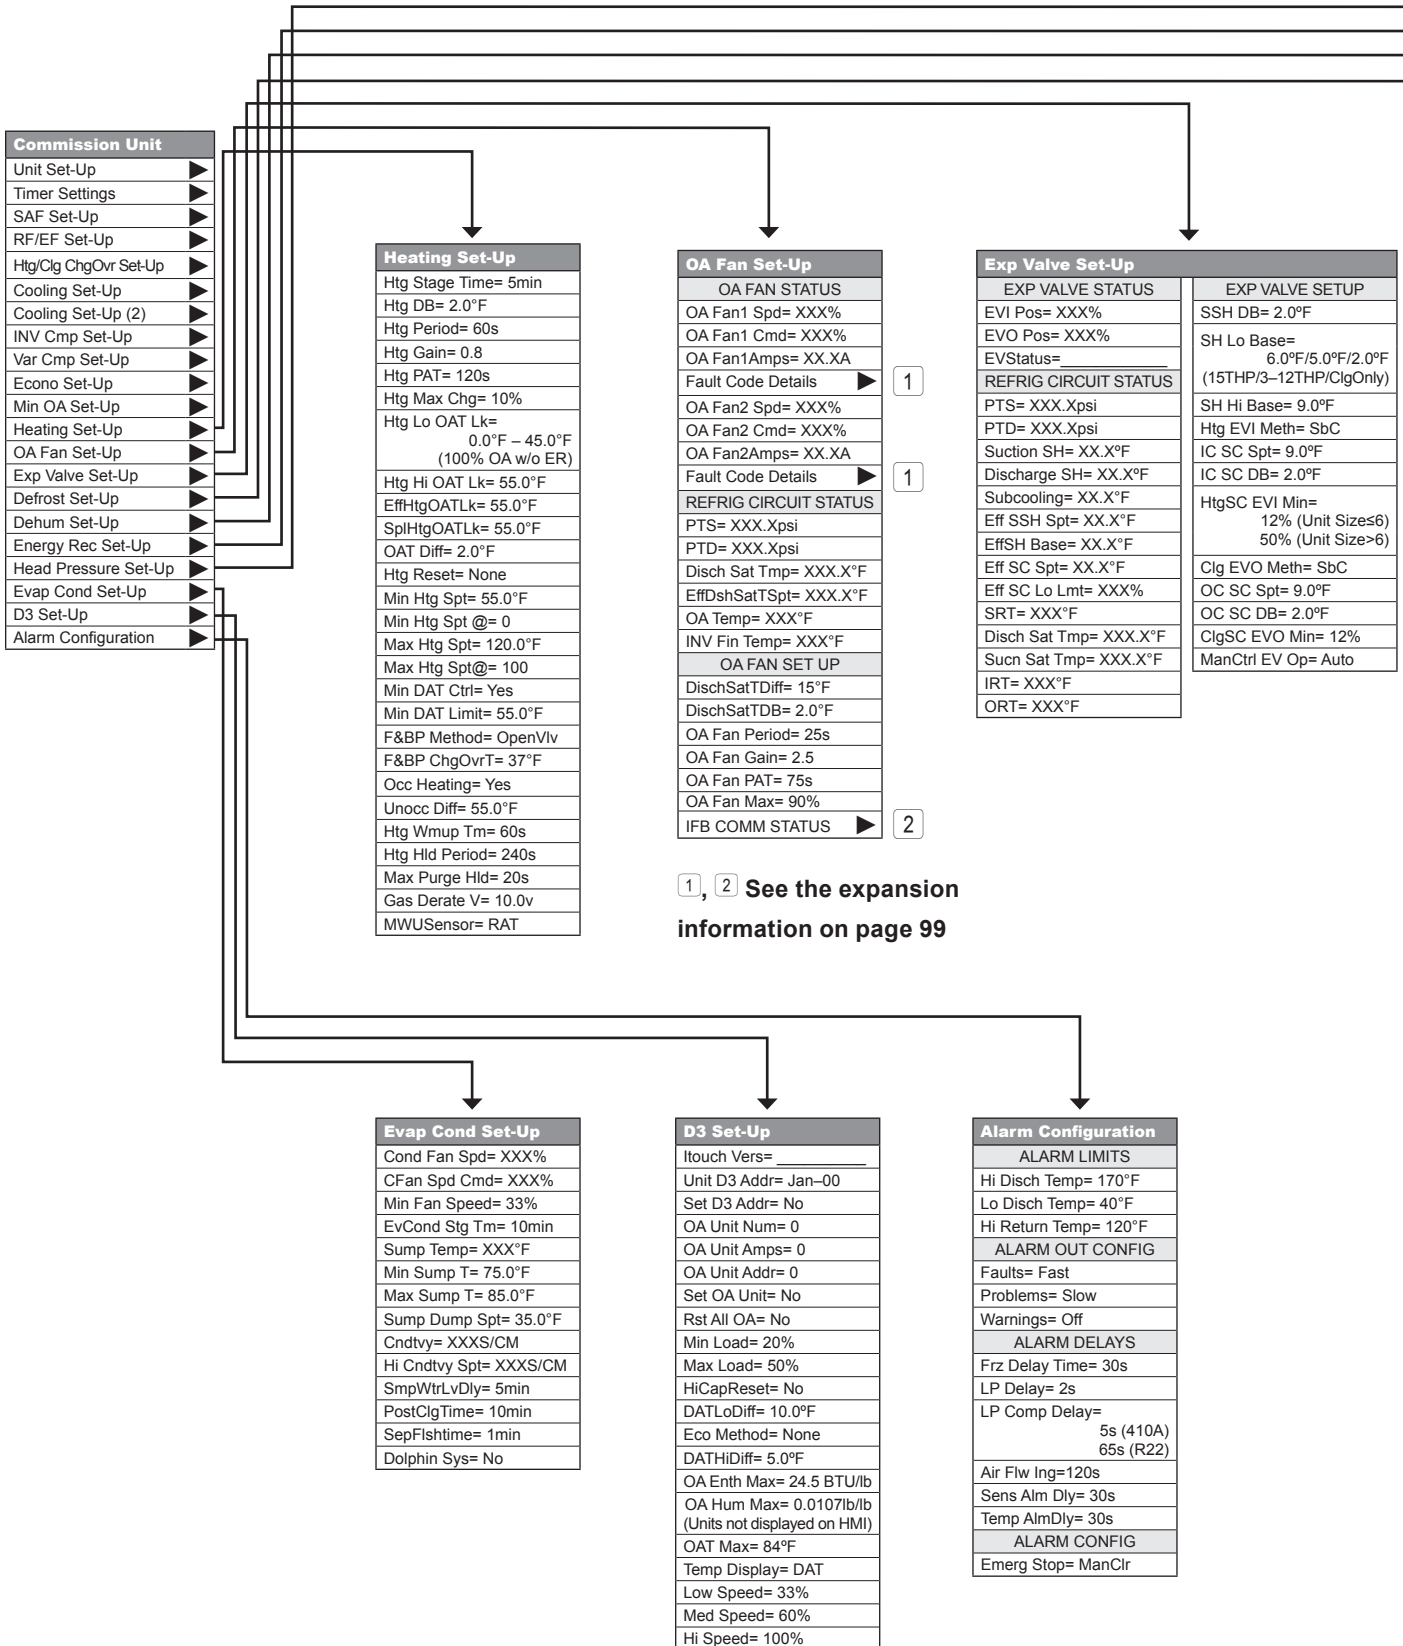 Commission Unit
Unit Set-Up
Timer Settings
SAF Set-Up
RF/EF Set-Up
Htg/Clg ChgOvr Set-Up
Cooling Set-Up
Cooling Set-Up (2)
INV Cmp Set-Up
Var Cmp Set-Up
Econo Set-Up
Min OA Set-Up
Heating Set-Up
OA Fan Set-Up
Exp Valve Set-Up
Defrost Set-Up
Dehum Set-Up
Energy Rec Set-Up
Head Pressure Set-Up
Evap Cond Set-Up
D3 Set-Up
Alarm Configuration
Heating Set-Up
Htg Stage Time= 5min
Htg DB= 2.0°F
Htg Period= 60s
Htg Gain= 0.8
Htg PAT= 120s
Htg Max Chg= 10%
Htg Lo OAT Lk=
0.0°F – 45.0°F
(100% OA w/o ER)
Htg Hi OAT Lk= 55.0°F
EffHtgOATLk= 55.0°F
SplHtgOATLk= 55.0°F
OAT Diff= 2.0°F
Htg Reset= None
Min Htg Spt= 55.0°F
Min Htg Spt @= 0
Max Htg Spt= 120.0°F
Max Htg Spt@= 100
Min DAT Ctrl= Yes
Min DAT Limit= 55.0°F
F&BP Method= OpenVlv
F&BP ChgOvrT= 37°F
Occ Heating= Yes
Unocc Diff= 55.0°F
Htg Wmup Tm= 60s
Htg Hld Period= 240s
Max Purge Hld= 20s
Gas Derate V= 10.0v
MWUSensor= RAT
OA Fan Set-Up
OA FAN STATUS
OA Fan1 Spd= XXX%
OA Fan1 Cmd= XXX%
OA Fan1Amps= XX.XA
Fault Code Details 1
OA Fan2 Spd= XXX%
OA Fan2 Cmd= XXX%
OA Fan2Amps= XX.XA
Fault Code Details 1
REFRIG CIRCUIT STATUS
PTS= XXX.Xpsi
PTD= XXX.Xpsi
Disch Sat Tmp= XXX.X°F
EffDshSatTSpt= XXX.X°F
OA Temp= XXX°F
INV Fin Temp= XXX°F
OA FAN SET UP
DischSatTDiff= 15°F
DischSatTDB= 2.0°F
OA Fan Period= 25s
OA Fan Gain= 2.5
OA Fan PAT= 75s
OA Fan Max= 90%
IFB COMM STATUS 2
1, 2 See the expansion
information on page 99
Exp Valve Set-Up
EXP VALVE STATUS
EVI Pos= XXX%
EVO Pos= XXX%
EVStatus=___________
REFRIG CIRCUIT STATUS
PTS= XXX.Xpsi
PTD= XXX.Xpsi
Suction SH= XX.XºF
Discharge SH= XX.XºF
Subcooling= XX.X°F
Eff SSH Spt= XX.X°F
EffSH Base= XX.X°F
Eff SC Spt= XX.X°F
Eff SC Lo Lmt= XXX%
SRT= XXX°F
Disch Sat Tmp= XXX.X°F
Sucn Sat Tmp= XXX.X°F
IRT= XXX°F
ORT= XXX°F
EXP VALVE SETUP
SSH DB= 2.0ºF
SH Lo Base=
6.0ºF/5.0ºF/2.0ºF
(15THP/3–12THP/ClgOnly)
SH Hi Base= 9.0ºF
Htg EVI Meth= SbC
IC SC Spt= 9.0ºF
IC SC DB= 2.0ºF
HtgSC EVI Min=
12% (Unit Size≤6)
50% (Unit Size>6)
Clg EVO Meth= SbC
OC SC Spt= 9.0ºF
OC SC DB= 2.0ºF
ClgSC EVO Min= 12%
ManCtrl EV Op= Auto
Evap Cond Set-Up
Cond Fan Spd= XXX%
CFan Spd Cmd= XXX%
Min Fan Speed= 33%
EvCond Stg Tm= 10min
Sump Temp= XXX°F
Min Sump T= 75.0°F
Max Sump T= 85.0°F
Sump Dump Spt= 35.0°F
Cndtvy= XXXS/CM
Hi Cndtvy Spt= XXXS/CM
SmpWtrLvDly= 5min
PostClgTime= 10min
SepFlshtime= 1min
Dolphin Sys= No
D3 Set-Up
Itouch Vers= __________
Unit D3 Addr= Jan–00
Set D3 Addr= No
OA Unit Num= 0
OA Unit Amps= 0
OA Unit Addr= 0
Set OA Unit= No
Rst All OA= No
Min Load= 20%
Max Load= 50%
HiCapReset= No
DATLoDiff= 10.0ºF
Eco Method= None
DATHiDiff= 5.0ºF
OA Enth Max= 24.5 BTU/lb
OA Hum Max= 0.0107lb/lb
(Units not displayed on HMI)
OAT Max= 84ºF
Temp Display= DAT
Low Speed= 33%
Med Speed= 60%
Hi Speed= 100%
Alarm Configuration
ALARM LIMITS
Hi Disch Temp= 170°F
Lo Disch Temp= 40°F
Hi Return Temp= 120°F
ALARM OUT CONFIG
Faults= Fast
Problems= Slow
Warnings= Off
ALARM DELAYS
Frz Delay Time= 30s
LP Delay= 2s
LP Comp Delay=
5s (410A)
65s (R22)
Air Flw Ing=120s
Sens Alm Dly= 30s
Temp AlmDly= 30s
ALARM CONFIG
Emerg Stop= ManClr